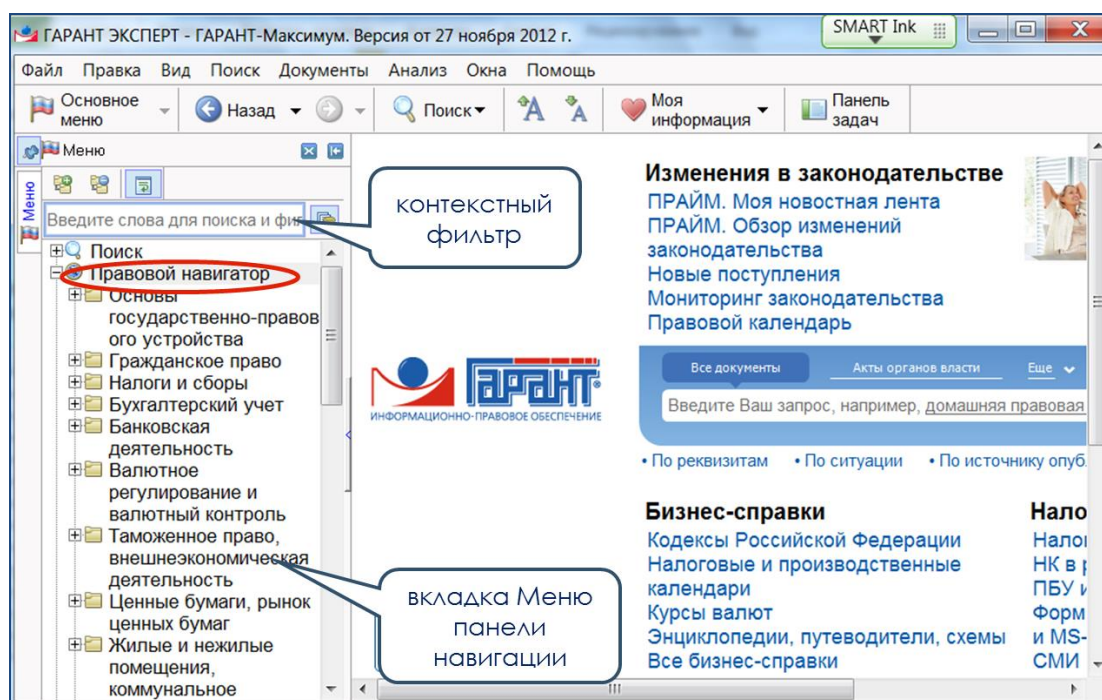 ГАРАНТ ЭКСПЕРТ - ГАРАНТ-Максимум. Версия от 27 ноября 2012 г.
SMART Ink
Файл Правка Вид Поиск Документы Анализ Окна Помощь
Основное меню
Назад
Поиск
Моя информация
Панель задач
Меню
Меню
Введите слова для поиска и фи
контекстный
фильтр
Поиск
Правовой навигатор
Основы
государственно-правов
ого устройства
Гражданское право
Налоги и сборы
Бухгалтерский учет
Банковская
деятельность
Валютное
регулирование и
валютный контроль
Таможенное право,
внешнеэкономическая
деятельность
Ценные бумаги, рынок
ценных бумаг
Жилые и нежилые
помещения,
коммунальное
вкладка Меню
панели
навигации
Гарант
ИНФОРМАЦИОННО-ПРАВОВОЕ ОБЕСПЕЧЕНИЕ
Изменения в законодательстве
ПРАЙМ. Моя новостная лента
ПРАЙМ. Обзор изменений
законодательства
Новые поступления
Мониторинг законодательства
Правовой календарь
Все документы Акты органов власти Еще
Введите Ваш запрос, например, домашняя правовая
• По реквизитам • По ситуации • По источнику опуб
Бизнес-справки
Кодексы Российской Федерации
Налоговые и производственные
календари
Курсы валют
Энциклопедии, путеводители, схемы
Все бизнес-справки
Нало
Нало
НК в
ПБУ и
Форм
и MS-
СМИ